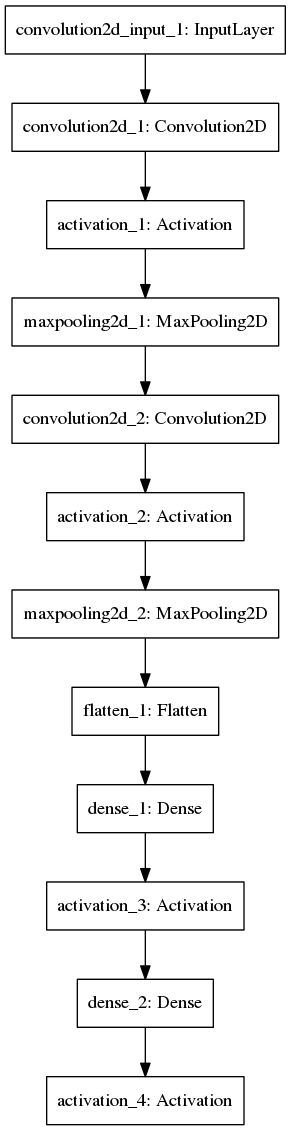 convolution2d_input_1: InputLayer
convolution2d_1: Convolution2D
activation_1: Activation
maxpooling2d_1: MaxPooling2D
convolution2d_2: Convolution2D
activation_2: Activation
maxpooling2d_2: MaxPooling2D
flatten_1: Flatten
dense_1: Dense
activation_3: Activation
dense_2: Dense
activation_4: Activation